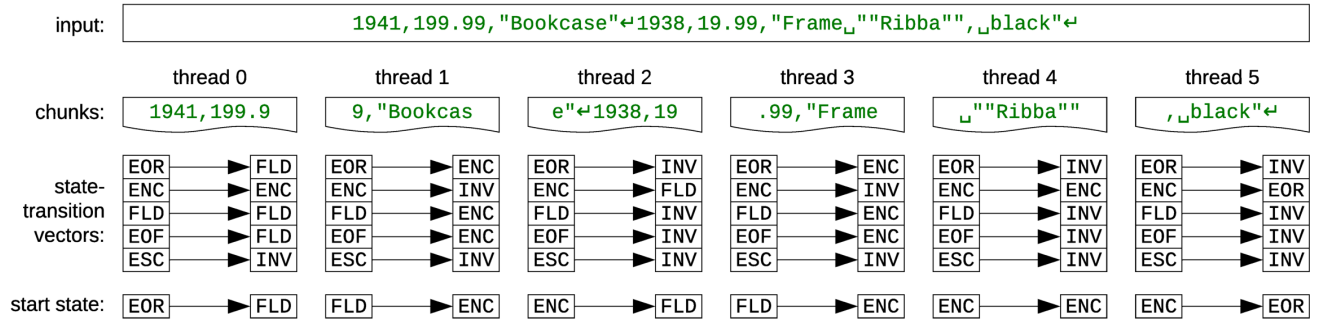 input: 1941,199.99,"Bookcase"↵1938,19.99,"Frame␣""Ribba"",␣black"↵
thread 0 thread 1 thread 2 thread 3 thread 4 thread 5
chunks: 1941,199.9 9,"Bookcas e"↵1938,19 .99,"Frame ␣""Ribba"" ,␣black"↵
EOR FLD EOR ENC EOR INV EOR ENC EOR INV EOR INV
state- ENC ENC ENC INV ENC FLD ENC INV ENC ENC ENC EOR
transition FLD FLD FLD ENC FLD INV FLD ENC FLD INV FLD INV
vectors: EOF FLD EOF ENC EOF INV EOF ENC EOF INV EOF INV
ESC INV ESC INV ESC INV ESC INV ESC INV ESC INV
start state: EOR FLD FLD ENC ENC FLD FLD ENC ENC ENC ENC EOR